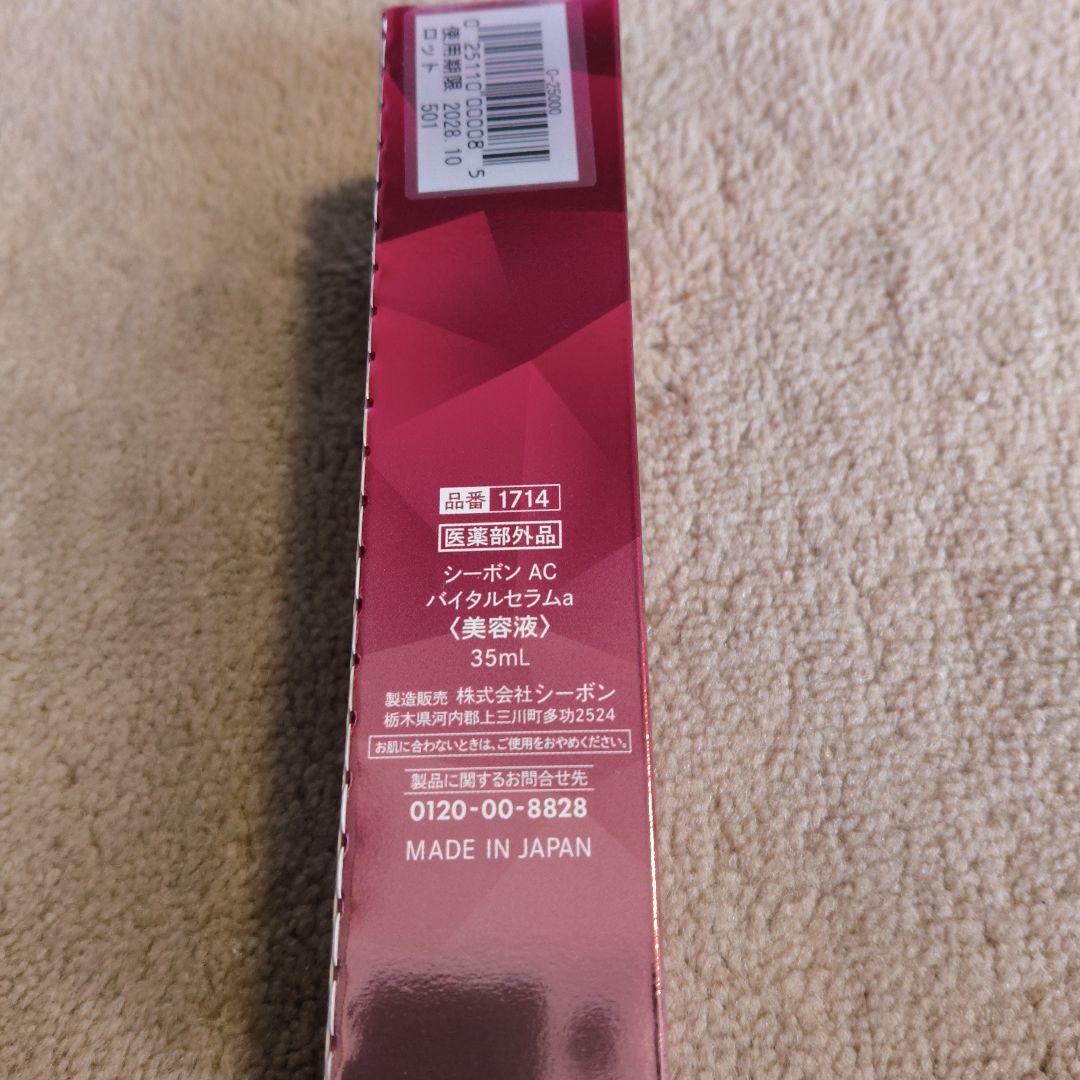 C-25000
0 25110 00008 5
使用期限 2028.10
ロット 501
品番 1714
医薬部外品
シーボン AC
バイタルセラムa
〈美容液〉
35mL
製造販売 株式会社シーボン
栃木県河内郡上三川町多功2524
お肌に合わないときは、ご使用をおやめください。
製品に関するお問合せ先
0120-00-8828
MADE IN JAPAN